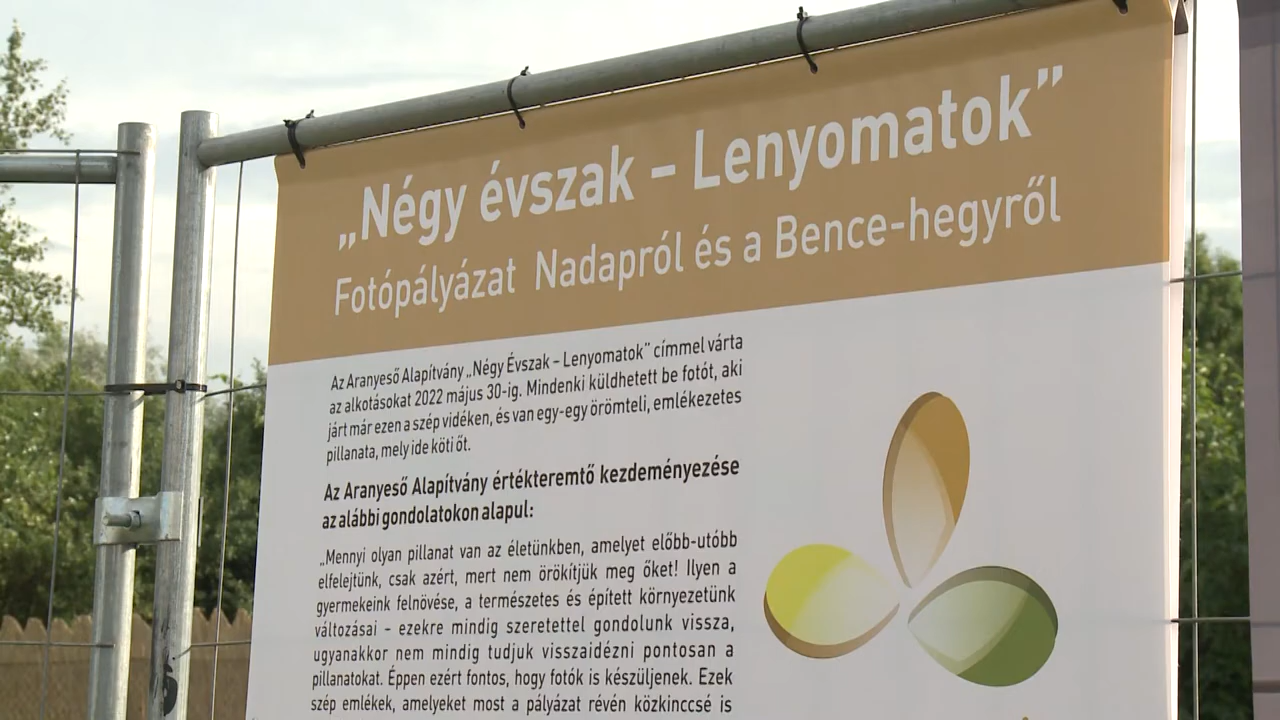 „Négy évszak – Lenyomatok”
Fotópályázat Nadapról és a Bence-hegyről
Az Aranyeső Alapítvány „Négy Évszak – Lenyomatok” címmel várta
az alkotásokat 2022 május 30-ig. Mindenki küldhetett be fotót, aki
járt már ezen a szép vidéken, és van egy-egy örömteli, emlékezetes
pillanata, mely ide köti őt.
Az Aranyeső Alapítvány értékteremtő kezdeményezése
az alábbi gondolatokon alapul:
„Mennyi olyan pillanat van az életünkben, amelyet előbb-utóbb
elfelejtünk, csak azért, mert nem örökítjük meg őket! Ilyen a
gyermekeink felnövése, a természetes és épített környezetünk
változásai – ezekre mindig szeretettel gondolunk vissza,
ugyanakkor nem mindig tudjuk visszaidézni pontosan a
pillanatokat. Éppen ezért fontos, hogy fotók is készüljenek. Ezek
szép emlékek, amelyeket most a pályázat révén közkinccsé is